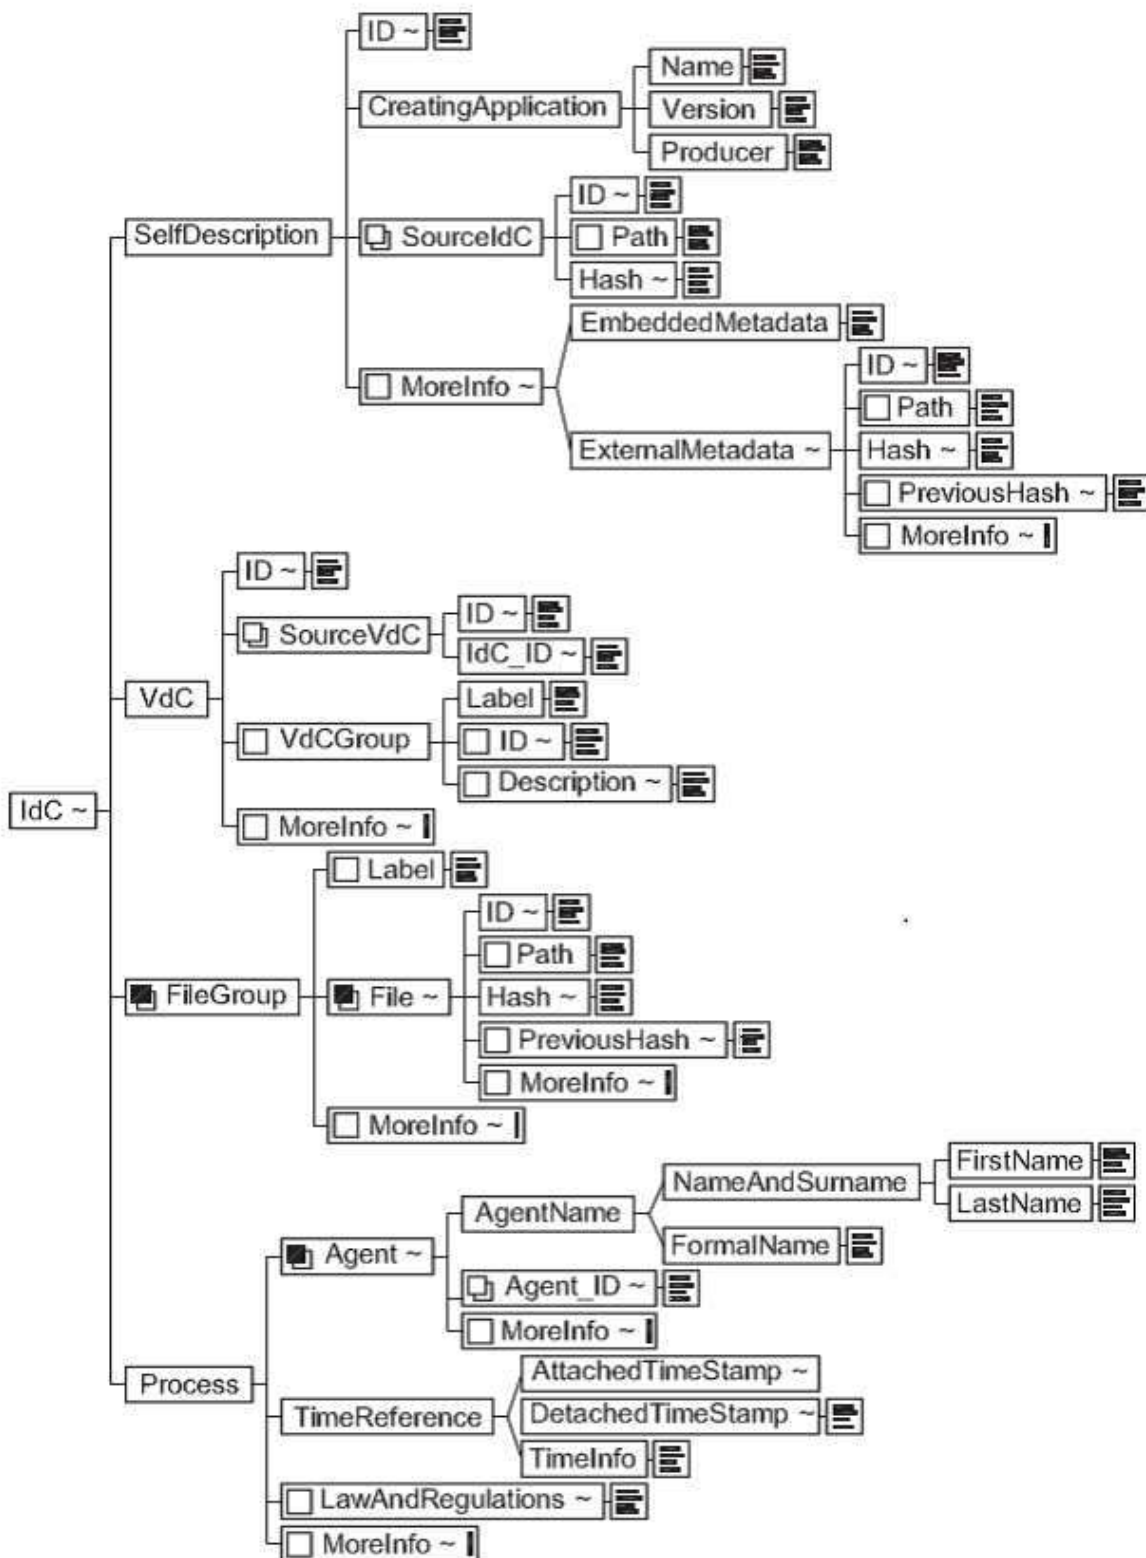 ID ~
CreatingApplication
Name
Version
Producer
SelfDescription
SourceIdC
ID ~
Path
Hash ~
MoreInfo ~
EmbeddedMetadata
ExternalMetadata ~
ID ~
Path
Hash ~
PreviousHash ~
MoreInfo ~
IdC ~
VdC
ID ~
SourceVdC
ID ~
IdC_ID ~
VdCGroup
Label
ID ~
Description ~
MoreInfo ~
FileGroup
Label
File ~
ID ~
Path
Hash ~
PreviousHash ~
MoreInfo ~
MoreInfo ~
Process
Agent ~
AgentName
NameAndSurname
FirstName
LastName
FormalName
Agent_ID ~
MoreInfo ~
TimeReference
AttachedTimeStamp ~
DetachedTimeStamp ~
TimeInfo
LawAndRegulations ~
MoreInfo ~